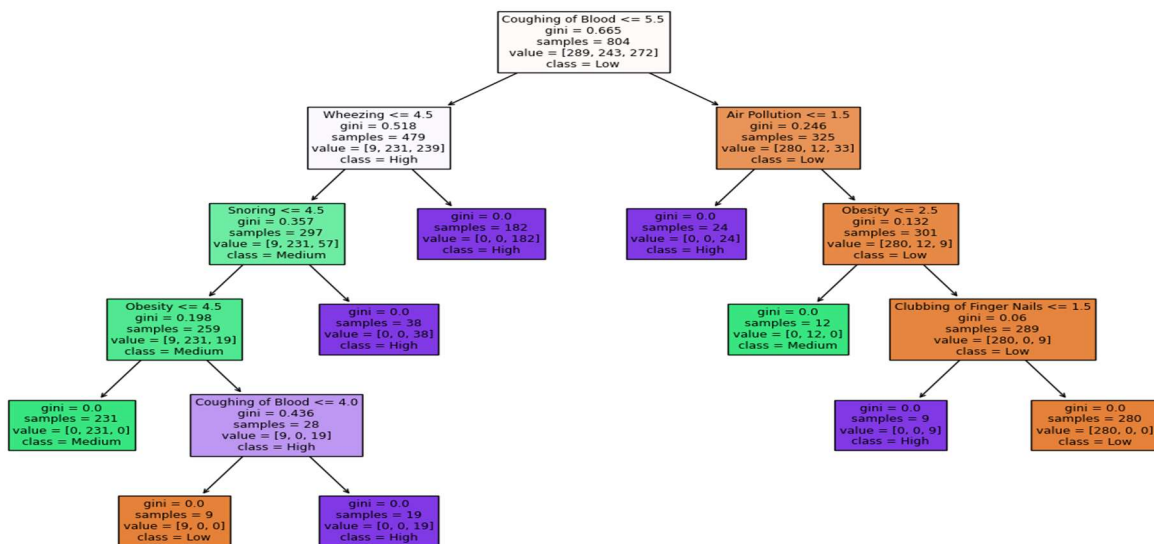 Coughing of Blood <= 5.5
gini = 0.665
samples = 804
value = [289, 243, 272]
class = Low
Wheezing <= 4.5
gini = 0.518
samples = 479
value = [9, 231, 239]
class = High
Air Pollution <= 1.5
gini = 0.246
samples = 325
value = [280, 12, 33]
class = Low
Snoring <= 4.5
gini = 0.357
samples = 297
value = [9, 231, 57]
class = Medium
gini = 0.0
samples = 182
value = [0, 0, 182]
class = High
gini = 0.0
samples = 24
value = [0, 0, 24]
class = High
Obesity <= 2.5
gini = 0.132
samples = 301
value = [280, 12, 9]
class = Low
Obesity <= 4.5
gini = 0.198
samples = 259
value = [9, 231, 19]
class = Medium
gini = 0.0
samples = 38
value = [0, 0, 38]
class = High
gini = 0.0
samples = 12
value = [0, 12, 0]
class = Medium
Clubbing of Finger Nails <= 1.5
gini = 0.06
samples = 289
value = [280, 0, 9]
class = Low
gini = 0.0
samples = 231
value = [0, 231, 0]
class = Medium
Coughing of Blood <= 4.0
gini = 0.436
samples = 28
value = [9, 0, 19]
class = High
gini = 0.0
samples = 9
value = [0, 0, 9]
class = High
gini = 0.0
samples = 280
value = [280, 0, 0]
class = Low
gini = 0.0
samples = 9
value = [9, 0, 0]
class = Low
gini = 0.0
samples = 19
value = [0, 0, 19]
class = High